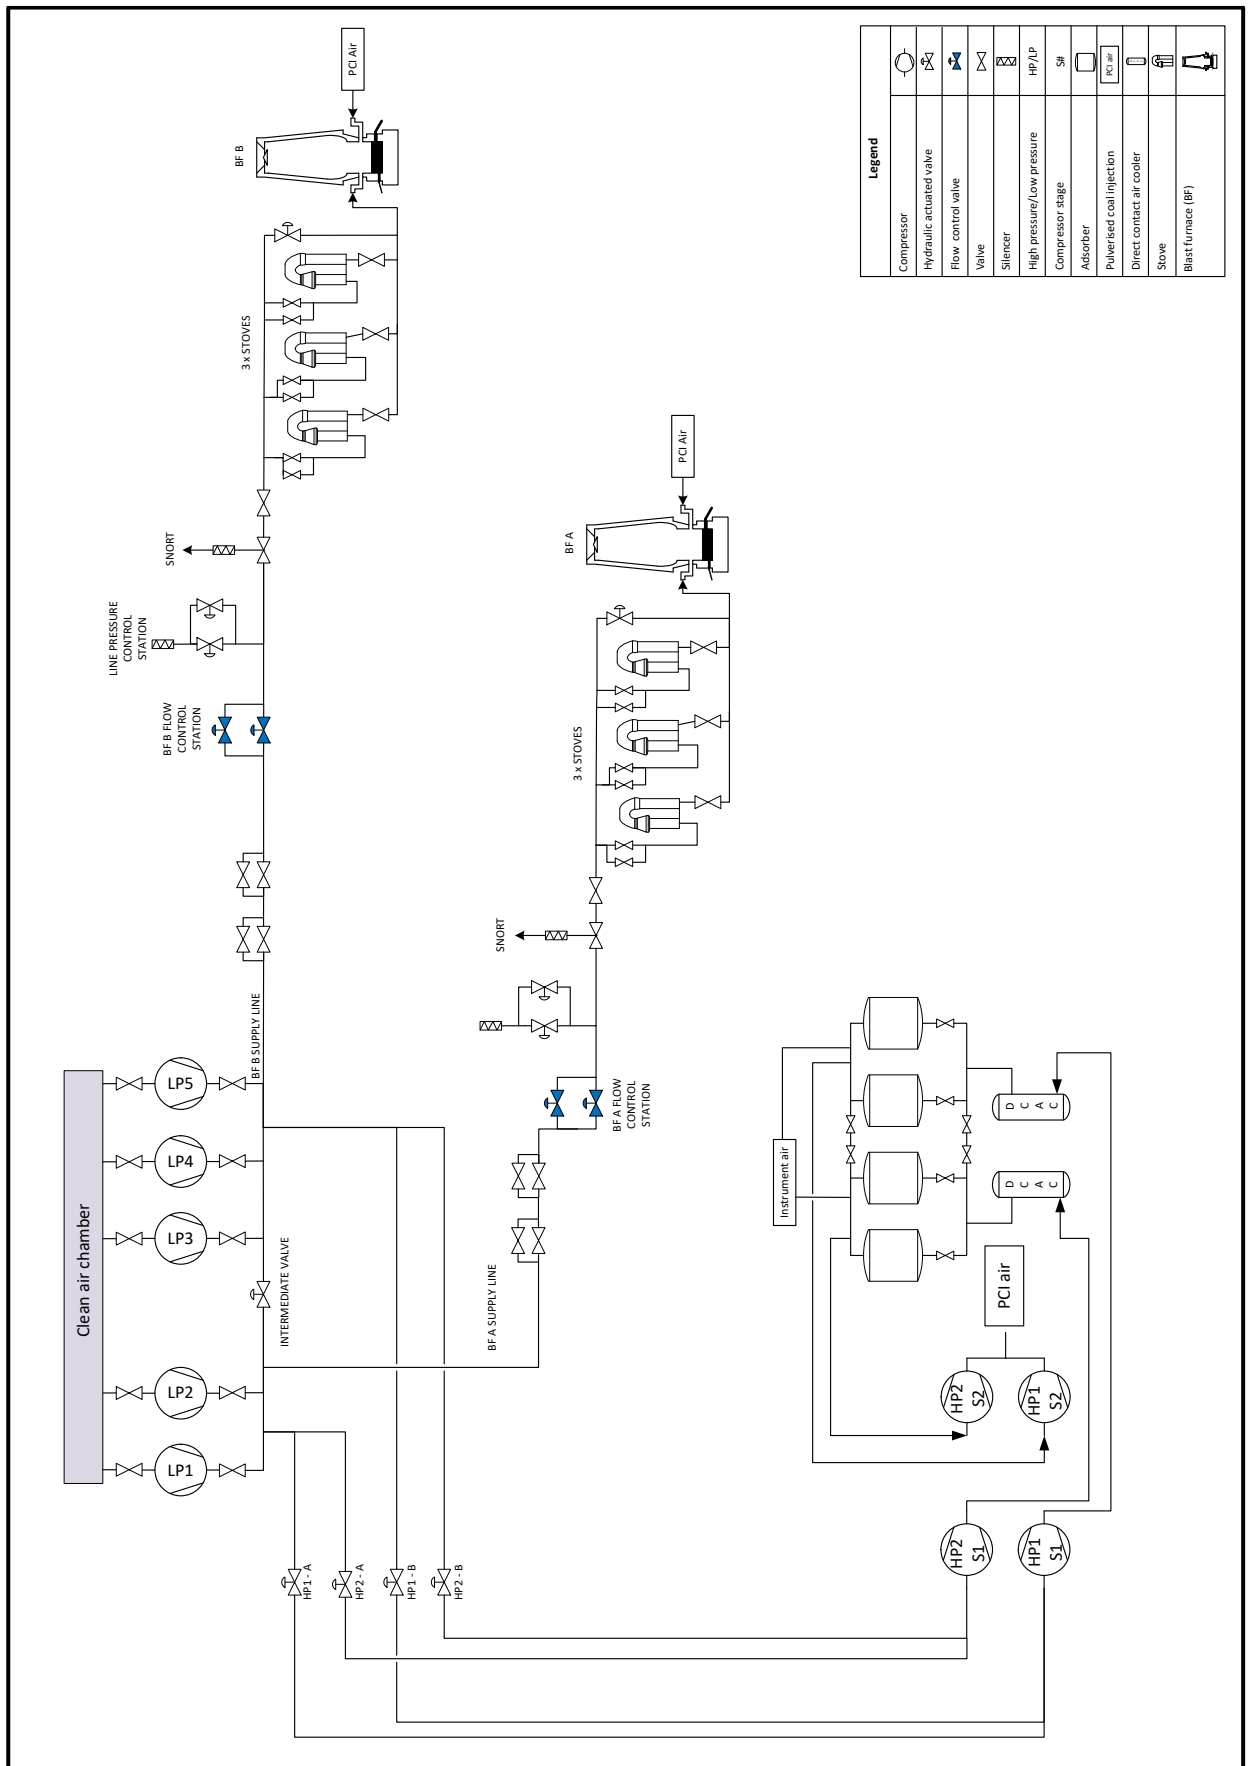 Clean air chamber
LP1
LP2
LP3
LP4
LP5
INTERMEDIATE VALVE
BF B SUPPLY LINE
BF B FLOW
CONTROL
STATION
LINE PRESSURE
CONTROL
STATION
SNORT
3 x STOVES
BF B
PCI Air
BF A SUPPLY LINE
BF A FLOW
CONTROL
STATION
SNORT
3 x STOVES
BF A
PCI Air
HP1 - A
HP2 - A
HP1 - B
HP2 - B
HP2
S1
HP1
S1
HP2
S2
HP1
S2
PCI air
Instrument air
D C A C
D C A C
Legend
Compressor
Hydraulic actuated valve
Flow control valve
Valve
Silencer
High pressure/Low pressure HP/LP
Compressor stage S#
Adsorber
Pulverised coal injection PCI air
Direct contact air cooler
Stove
Blast furnace (BF)